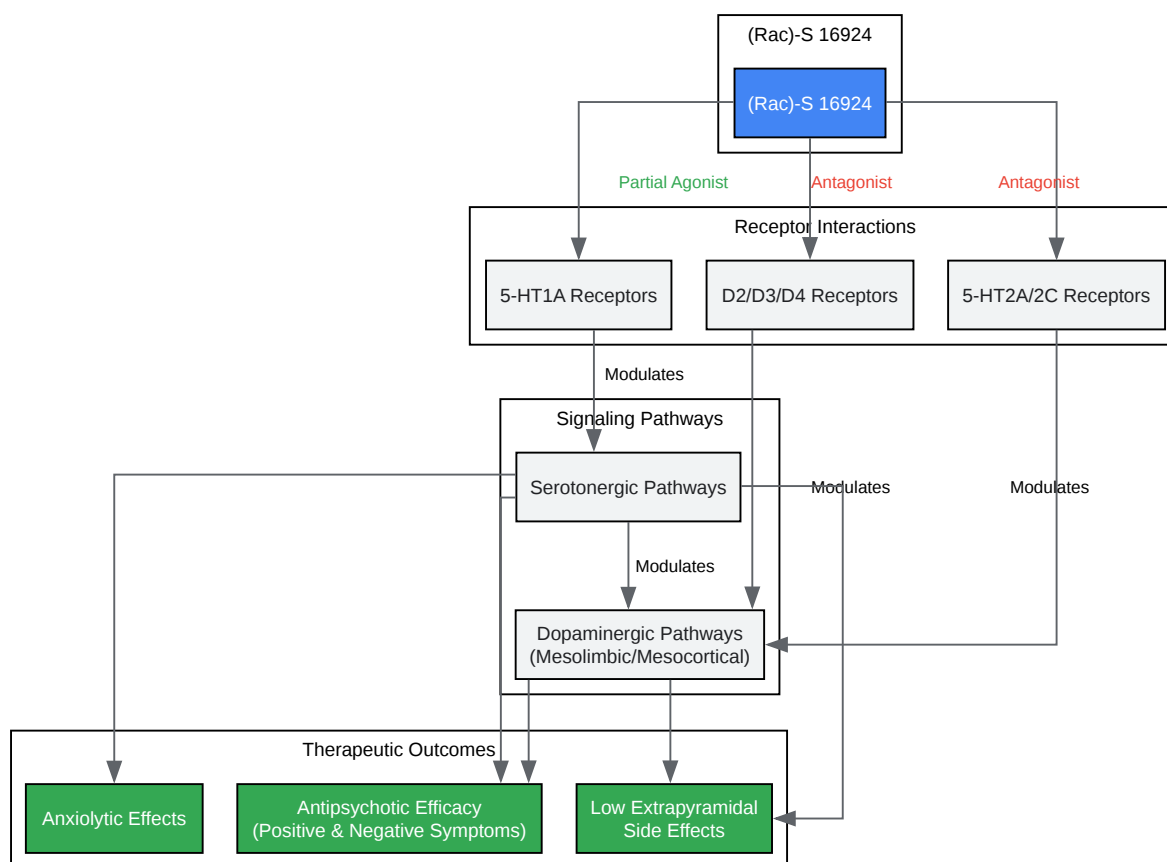 (Rac)-S 16924
(Rac)-S 16924
Partial Agonist
Antagonist
Antagonist
Receptor Interactions
5-HT1A Receptors
D2/D3/D4 Receptors
5-HT2A/2C Receptors
Modulates
Signaling Pathways
Serotonergic Pathways
Modulates
Modulates
Modulates
Dopaminergic Pathways
(Mesolimbic/Mesocortical)
Therapeutic Outcomes
Anxiolytic Effects
Antipsychotic Efficacy
(Positive & Negative Symptoms)
Low Extrapyramidal
Side Effects